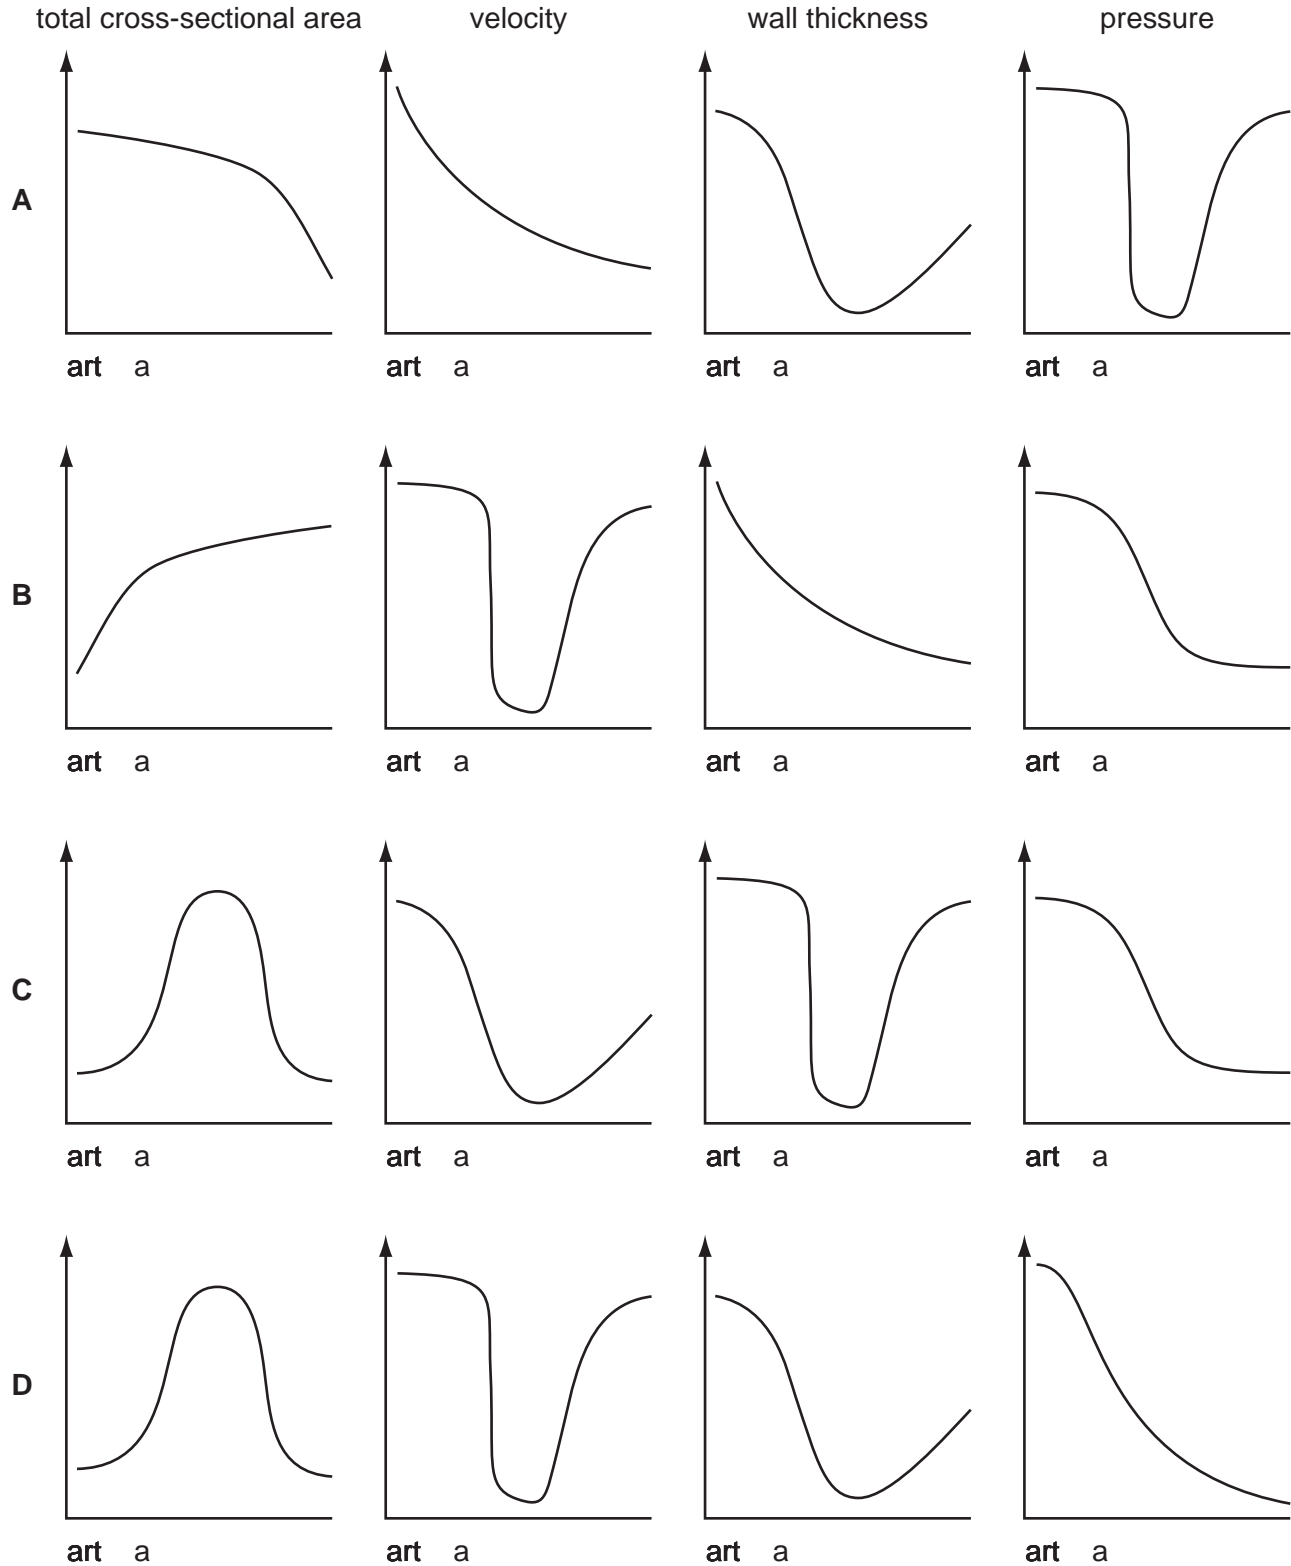 total cross-sectional area velocity wall thickness pressure
A
art a art a art a art a
B
art a art a art a art a
C
art a art a art a art a
D
art a art a art a art a